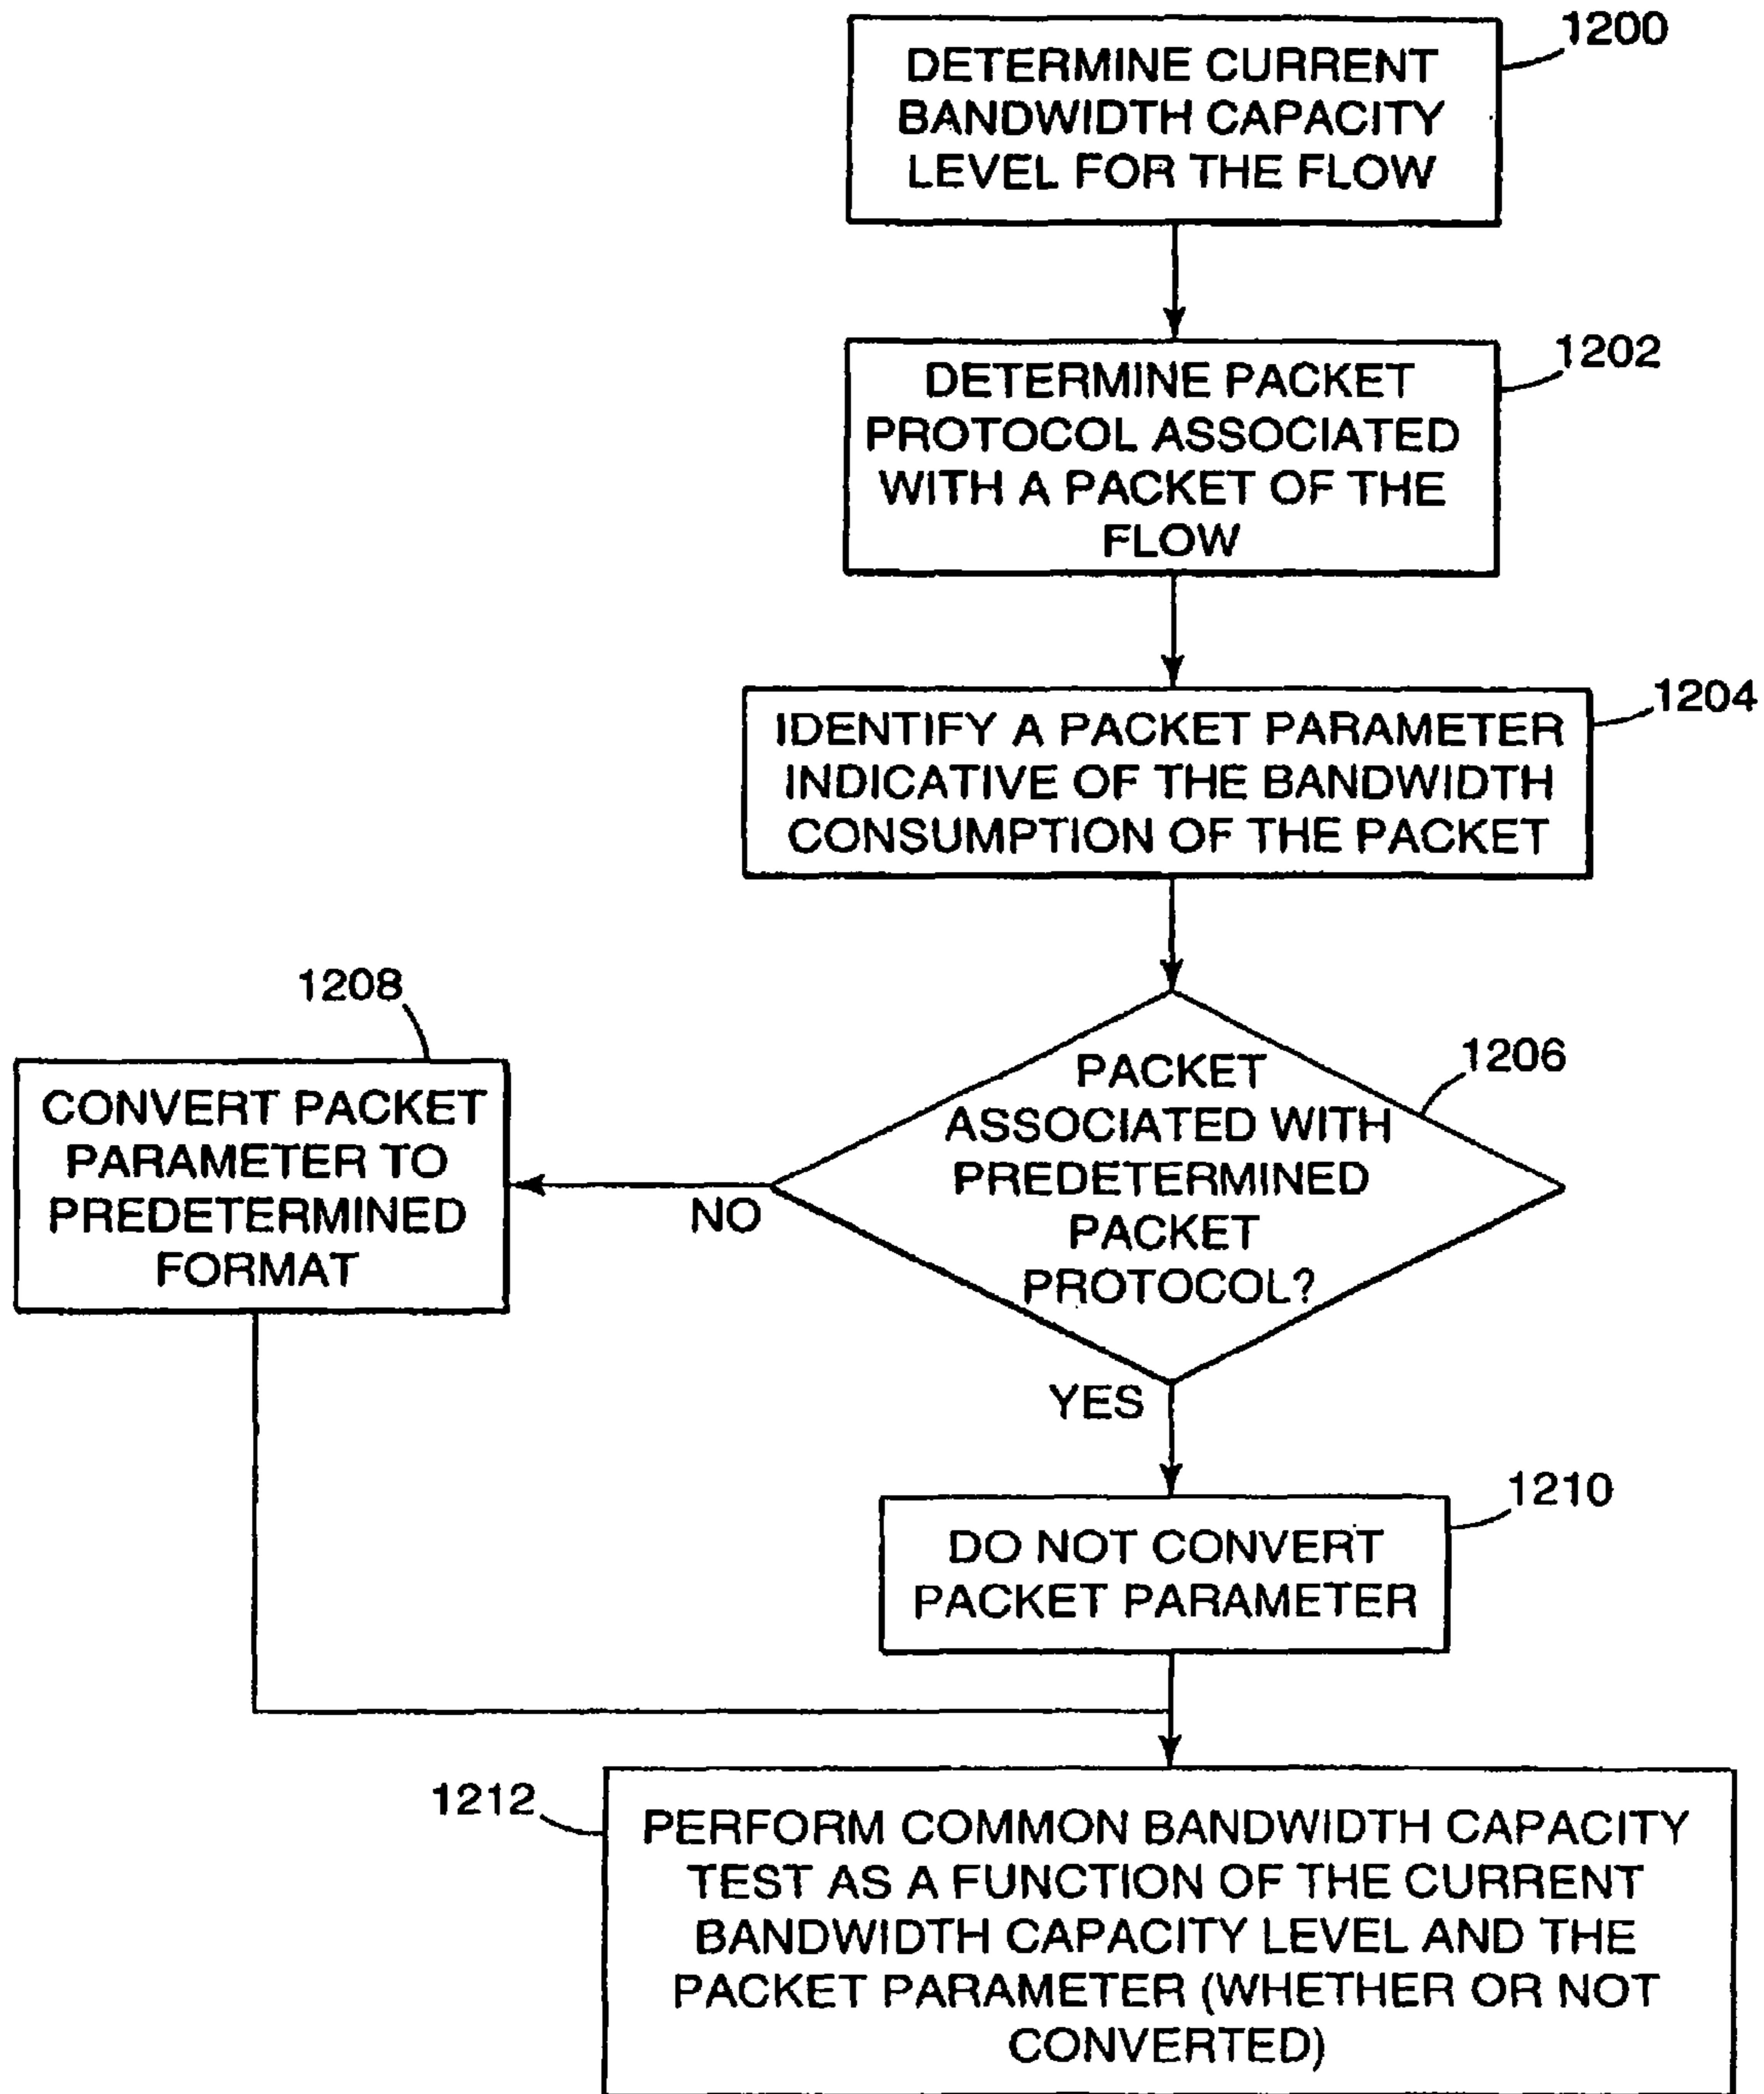 1200
DETERMINE CURRENT
BANDWIDTH CAPACITY
LEVEL FOR THE FLOW
1202
DETERMINE PACKET
PROTOCOL ASSOCIATED
WITH A PACKET OF THE
FLOW
1204
IDENTIFY A PACKET PARAMETER
INDICATIVE OF THE BANDWIDTH
CONSUMPTION OF THE PACKET
1206
PACKET
ASSOCIATED WITH
PREDETERMINED
PACKET
PROTOCOL?
NO
1208
CONVERT PACKET
PARAMETER TO
PREDETERMINED
FORMAT
YES
1210
DO NOT CONVERT
PACKET PARAMETER
1212
PERFORM COMMON BANDWIDTH CAPACITY
TEST AS A FUNCTION OF THE CURRENT
BANDWIDTH CAPACITY LEVEL AND THE
PACKET PARAMETER (WHETHER OR NOT
CONVERTED)